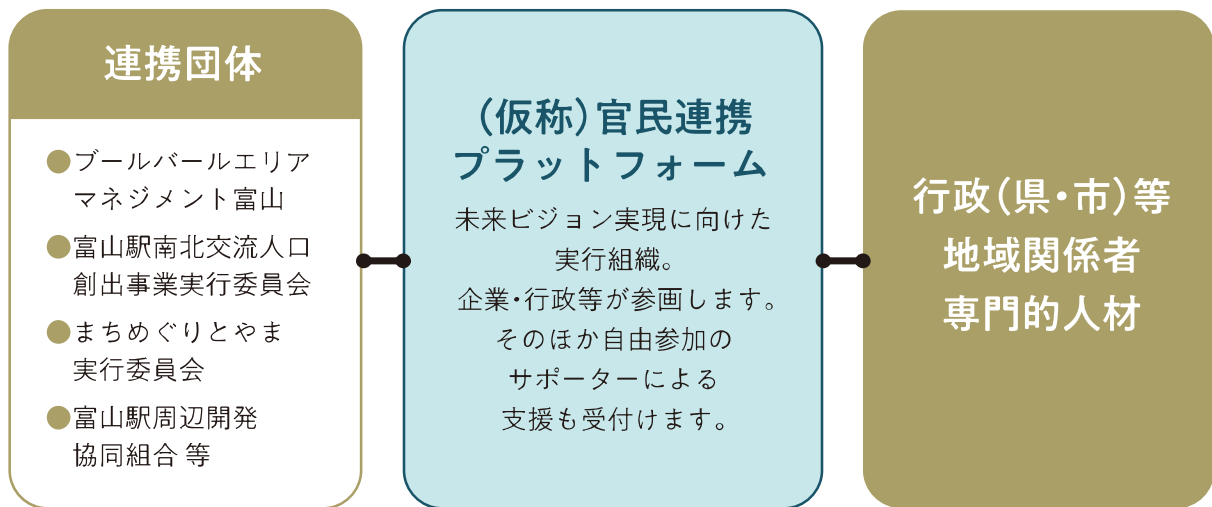 連携団体
●ブールバールエリア
マネジメント富山
●富山駅南北交流人口
創出事業実行委員会
●まちめぐりとやま
実行委員会
●富山駅周辺開発
協同組合 等
（仮称）官民連携
プラットフォーム
未来ビジョン実現に向けた
実行組織。
企業・行政等が参画します。
そのほか自由参加の
サポーターによる
支援も受付けます。
行政（県・市）等
地域関係者
専門的人材